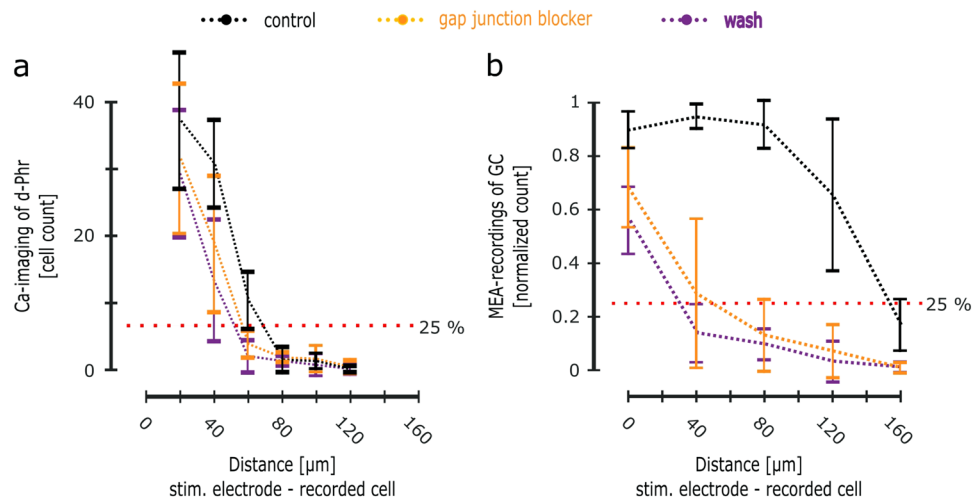 control gap junction blocker wash
a
b
Ca-imaging of d-Phr
[cell count]
40
20
0
25 %
0 40 80 120 160
Distance [µm]
stim. electrode - recorded cell
MEA-recordings of GC
[normalized count]
1
0.8
0.6
0.4
0.2
0
25 %
0 40 80 120 160
Distance [µm]
stim. electrode - recorded cell